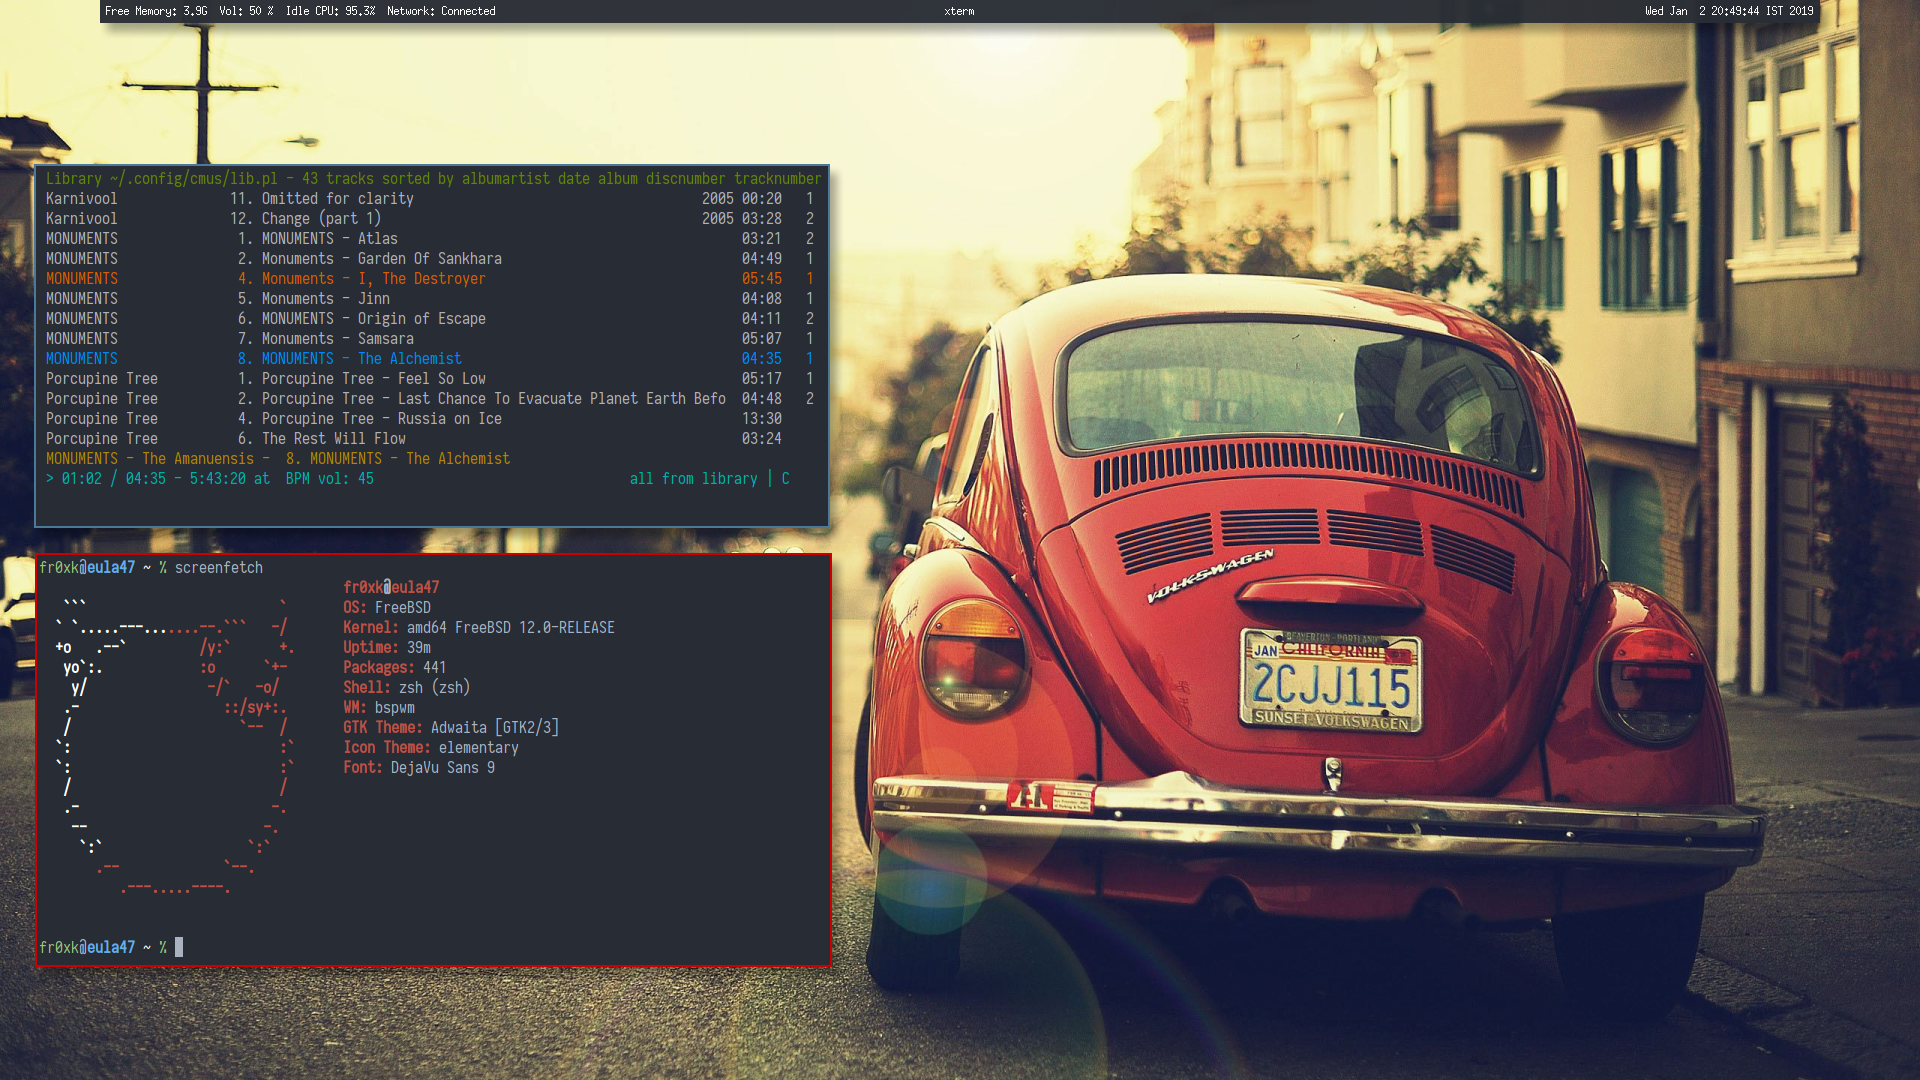 Free Memory: 3.9G  Vol: 50 %  Idle CPU: 95.3%  Network: Connected
xterm
Wed Jan  2 20:49:44 IST 2019
Library ~/.config/cmus/lib.pl - 43 tracks sorted by albumartist date album discnumber tracknumber
Karnivool 11. Omitted for clarity 2005 00:20 1
Karnivool 12. Change (part 1) 2005 03:28 2
MONUMENTS 1. MONUMENTS - Atlas 03:21 2
MONUMENTS 2. Monuments - Garden Of Sankhara 04:49 1
MONUMENTS 4. Monuments - I, The Destroyer 05:45 1
MONUMENTS 5. Monuments - Jinn 04:08 1
MONUMENTS 6. MONUMENTS - Origin of Escape 04:11 2
MONUMENTS 7. Monuments - Samsara 05:07 1
MONUMENTS 8. MONUMENTS - The Alchemist 04:35 1
Porcupine Tree 1. Porcupine Tree - Feel So Low 05:17 1
Porcupine Tree 2. Porcupine Tree - Last Chance To Evacuate Planet Earth Befo 04:48 2
Porcupine Tree 4. Porcupine Tree - Russia on Ice 13:30
Porcupine Tree 6. The Rest Will Flow 03:24
MONUMENTS - The Amanuensis -  8. MONUMENTS - The Alchemist
> 01:02 / 04:35 - 5:43:20 at  BPM vol: 45 all from library | C
fr0xk@eula47 ~ % screenfetch
fr0xk@eula47
OS: FreeBSD
Kernel: amd64 FreeBSD 12.0-RELEASE
Uptime: 39m
Packages: 441
Shell: zsh (zsh)
WM: bspwm
GTK Theme: Adwaita [GTK2/3]
Icon Theme: elementary
Font: DejaVu Sans 9
fr0xk@eula47 ~ %
VOLKSWAGEN
BEAVERTON-PORTLAND
JAN CALIFORNIA
2CJJ115
SUNSET VOLKSWAGEN